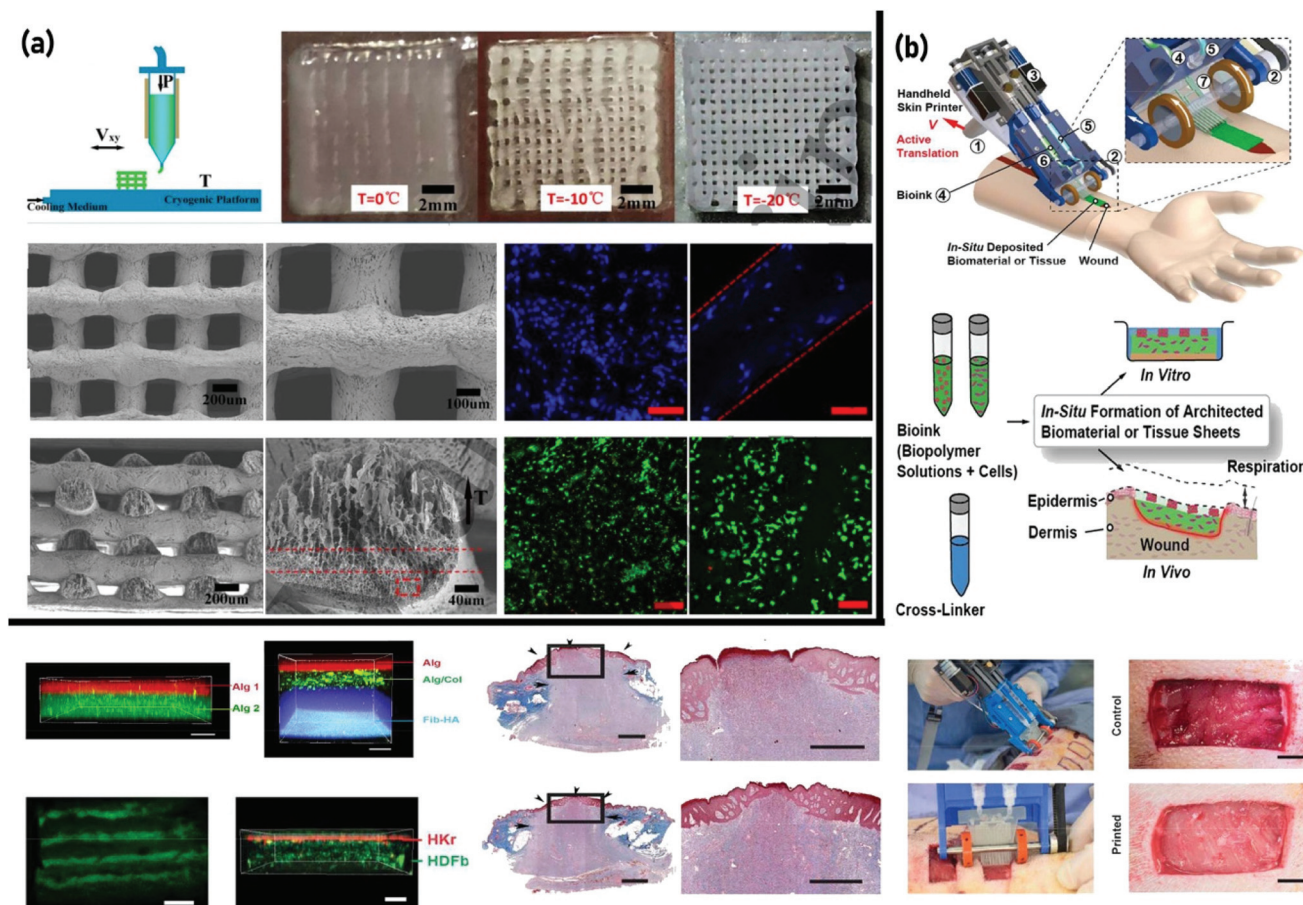 (a)
P
Vxy
T
Cooling Medium
Cryogenic Platform
T=0℃
2mm
T=-10℃
2mm
T=-20℃
2mm
200um
100um
200um
T
40um
(b)
Handheld
Skin Printer
V
Active
Translation
①
③
⑤
⑥
②
Bioink ④
④
⑤
②
⑦
In-Situ Deposited
Biomaterial or Tissue
Wound
Bioink
(Biopolymer
Solutions + Cells)
Cross-Linker
In Vitro
In-Situ Formation of Architected
Biomaterial or Tissue Sheets
Respiration
Epidermis
Dermis
Wound
In Vivo
Alg 1
Alg 2
Alg
Alg/Col
Fib-HA
HKr
HDFb
Control
Printed